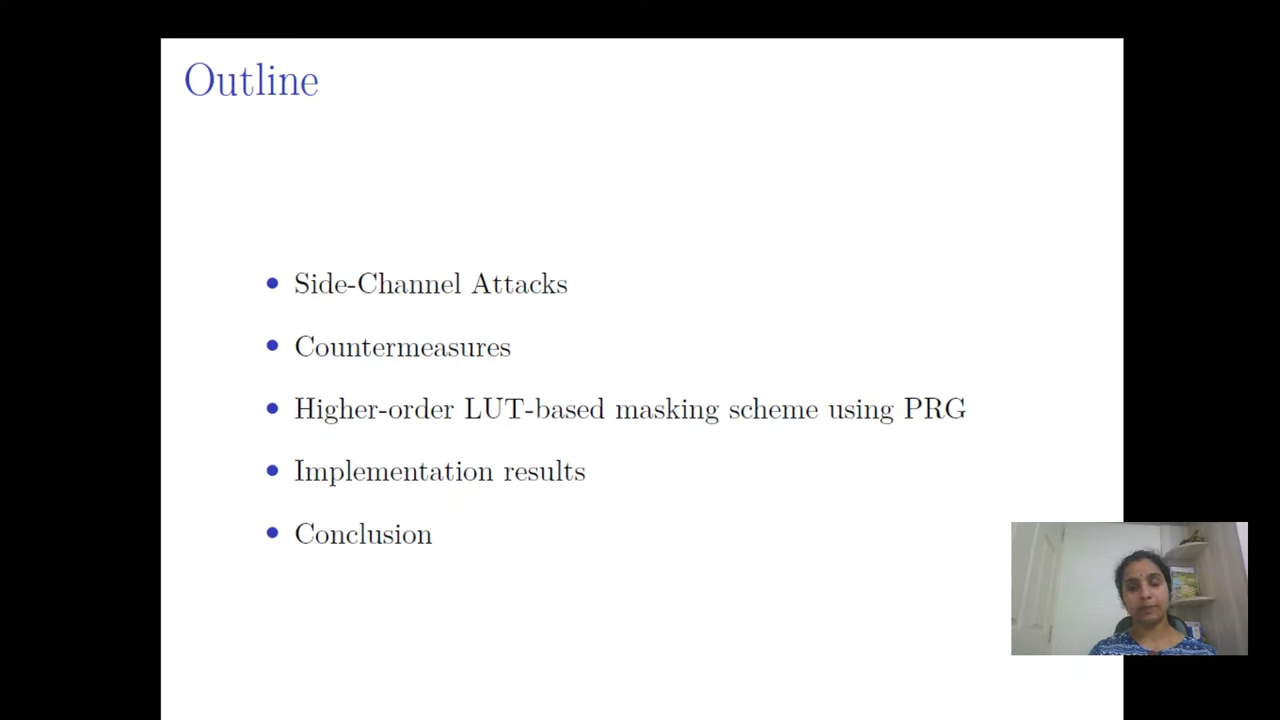 Outline
• Side-Channel Attacks
• Countermeasures
• Higher-order LUT-based masking scheme using PRG
• Implementation results
• Conclusion